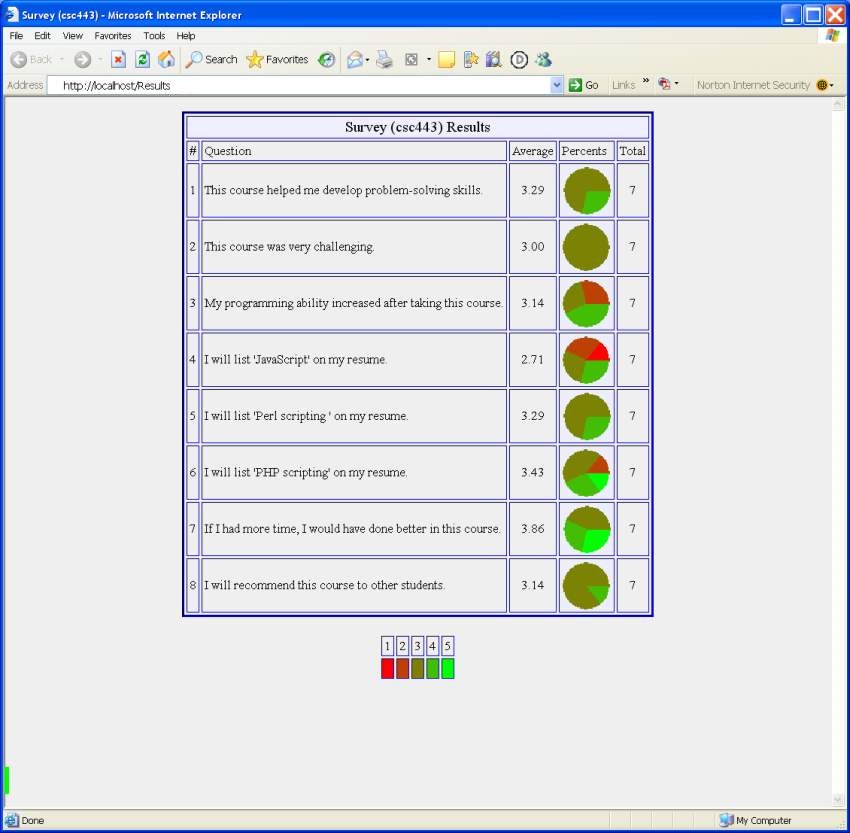 Survey (csc443) - Microsoft Internet Explorer
File Edit View Favorites Tools Help
Back Search Favorites
Address http://localhost/Results Go Links » Norton Internet Security
Survey (csc443) Results
# Question Average Percents Total
1 This course helped me develop problem-solving skills. 3.29 7
2 This course was very challenging. 3.00 7
3 My programming ability increased after taking this course. 3.14 7
4 I will list 'JavaScript' on my resume. 2.71 7
5 I will list 'Perl scripting ' on my resume. 3.29 7
6 I will list 'PHP scripting' on my resume. 3.43 7
7 If I had more time, I would have done better in this course. 3.86 7
8 I will recommend this course to other students. 3.14 7
1 2 3 4 5
Done My Computer